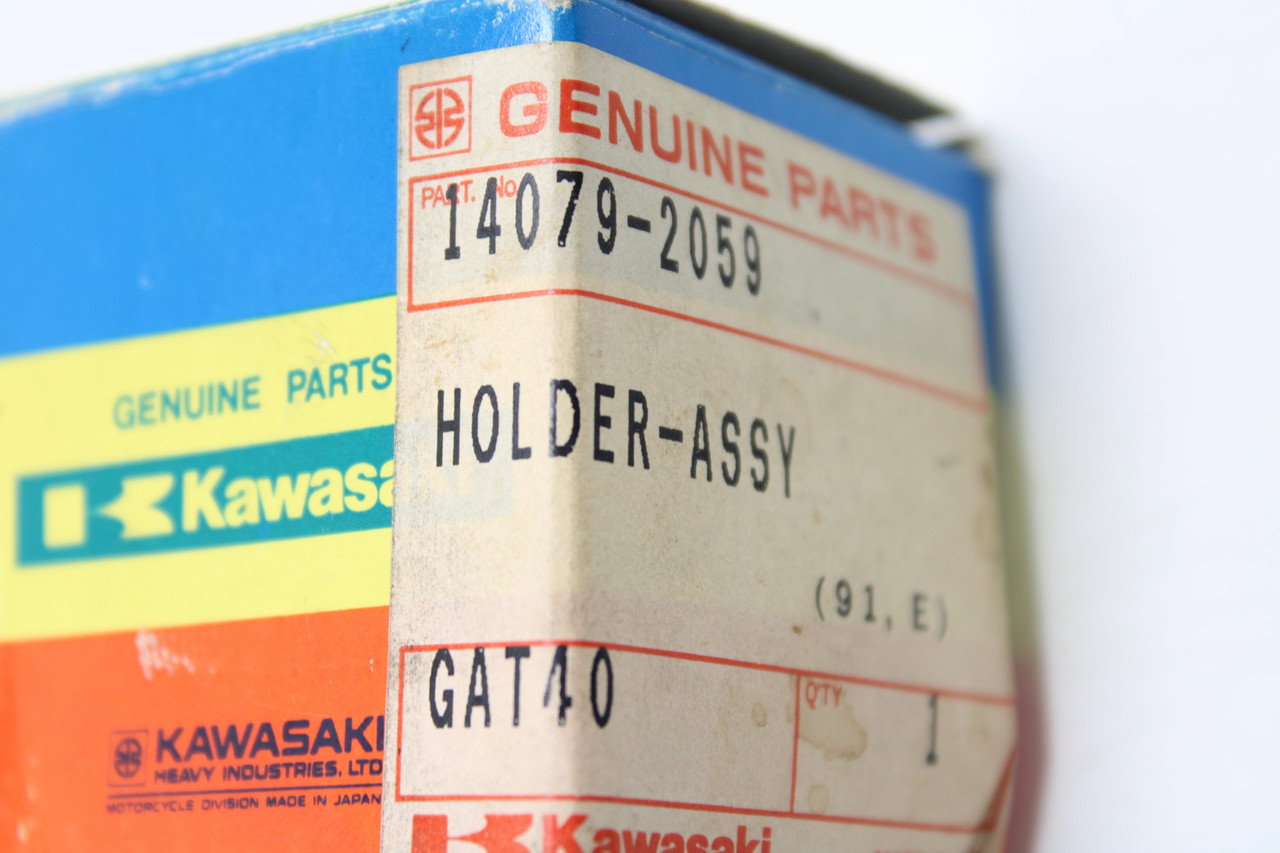 GENUINE PARTS
PART. No.
14079-2059
HOLDER-ASSY
(91, E)
GAT40
Q'TY
1
Kawasaki
GENUINE PARTS
Kawasa
KAWASAKI
HEAVY INDUSTRIES, LTD
MOTORCYCLE DIVISION MADE IN JAPAN